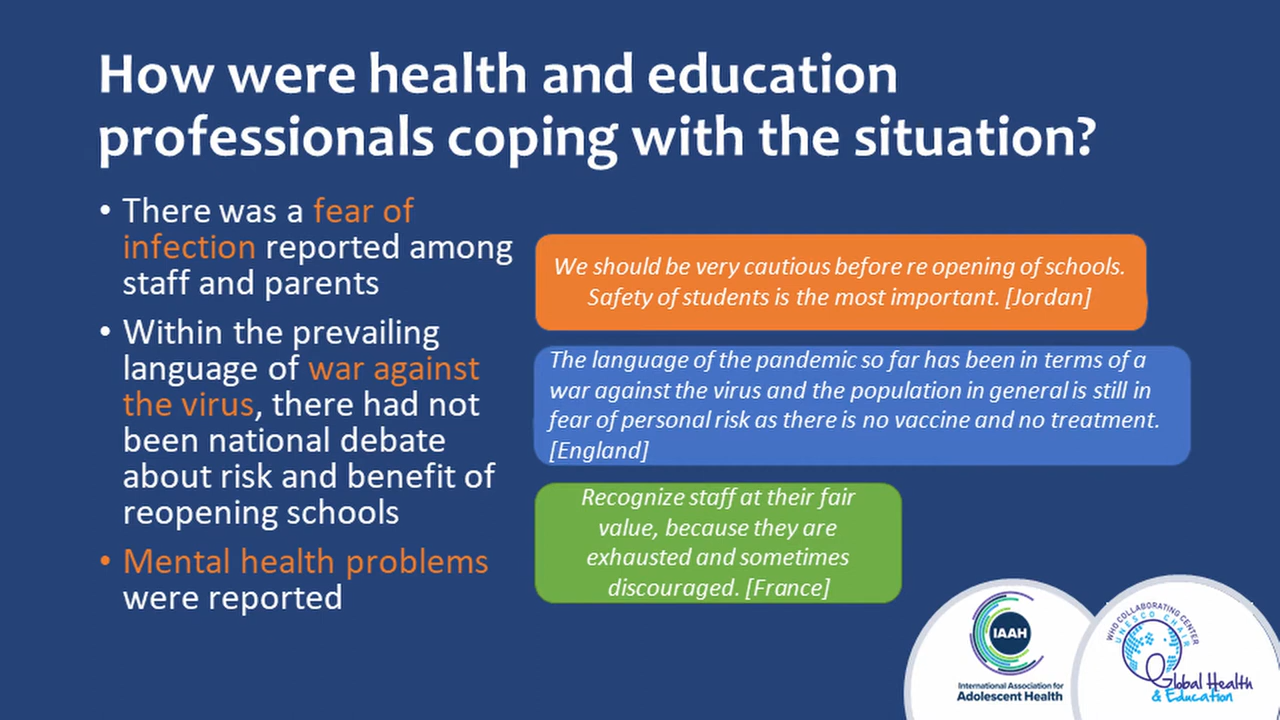 How were health and education
professionals coping with the situation?
• There was a fear of
infection reported among
staff and parents
• Within the prevailing
language of war against
the virus, there had not
been national debate
about risk and benefit of
reopening schools
• Mental health problems
were reported
We should be very cautious before re opening of schools.
Safety of students is the most important. [Jordan]
The language of the pandemic so far has been in terms of a
war against the virus and the population in general is still in
fear of personal risk as there is no vaccine and no treatment.
[England]
Recognize staff at their fair
value, because they are
exhausted and sometimes
discouraged. [France]
IAAH
International Association for
Adolescent Health
WHO COLLABORATING CENTER
UNESCO CHAIR
Global Health
& Education